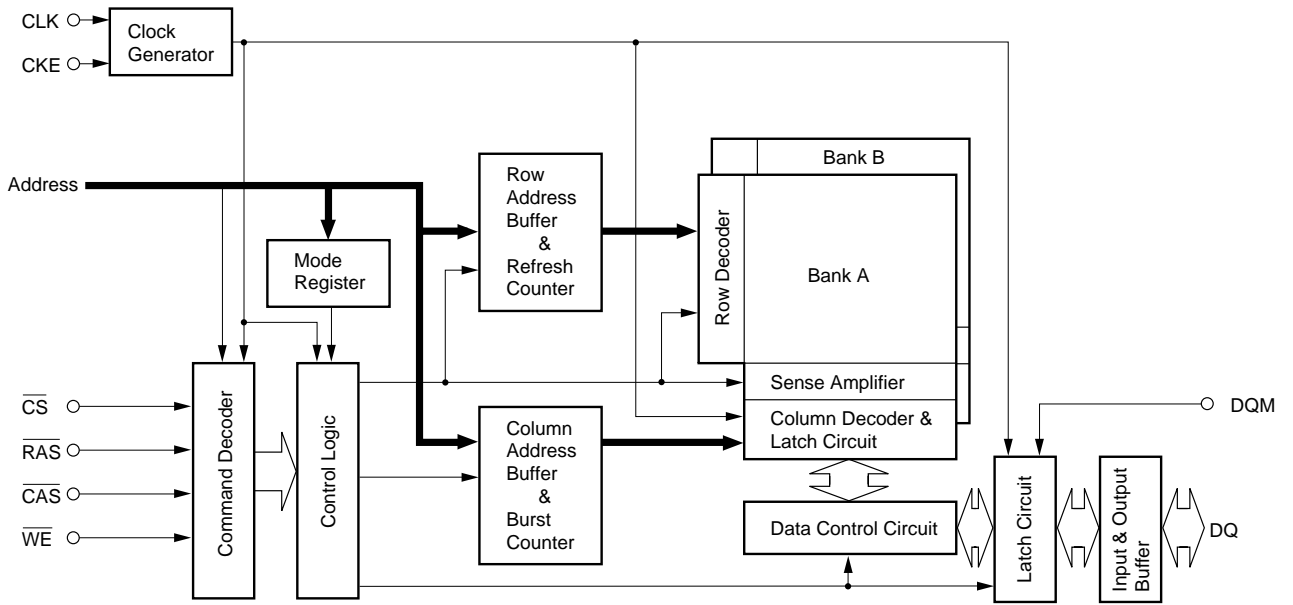 CLK
CKE
Clock
Generator
Address
Mode
Register
Row
Address
Buffer
&
Refresh
Counter
Bank B
Bank A
Row Decoder
Sense Amplifier
Column Decoder &
Latch Circuit
CS
RAS
CAS
WE
Command Decoder
Control Logic
Column
Address
Buffer
&
Burst
Counter
Data Control Circuit
Latch Circuit
Input & Output
Buffer
DQM
DQ